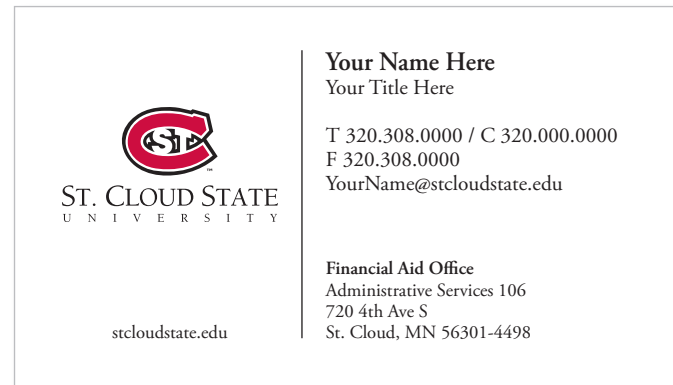 ST
™
ST. CLOUD STATE
UNIVERSITY
stcloudstate.edu
Your Name Here
Your Title Here
T 320.308.0000 / C 320.000.0000
F 320.308.0000
YourName@stcloudstate.edu
Financial Aid Office
Administrative Services 106
720 4th Ave S
St. Cloud, MN 56301-4498